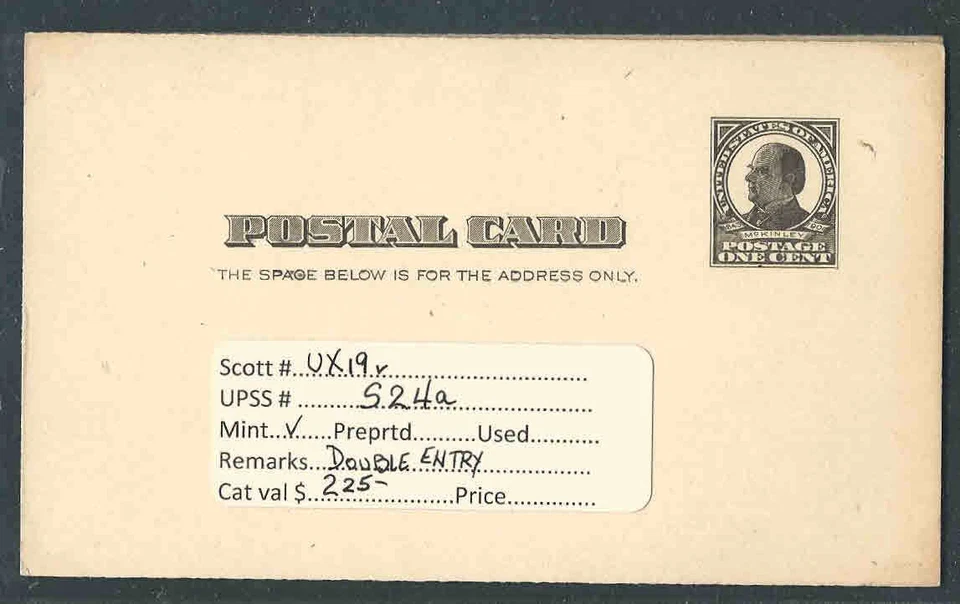 UNITED STATES OF AMERICA
McKINLEY
POSTAGE
ONE CENT
POSTAL CARD
THE SPACE BELOW IS FOR THE ADDRESS ONLY.
Scott #...UX19r...
UPSS #...S24a...
Mint..√......Preprtd..........Used...........
Remarks...DOUBLE ENTRY...
Cat val $...225-...Price..............